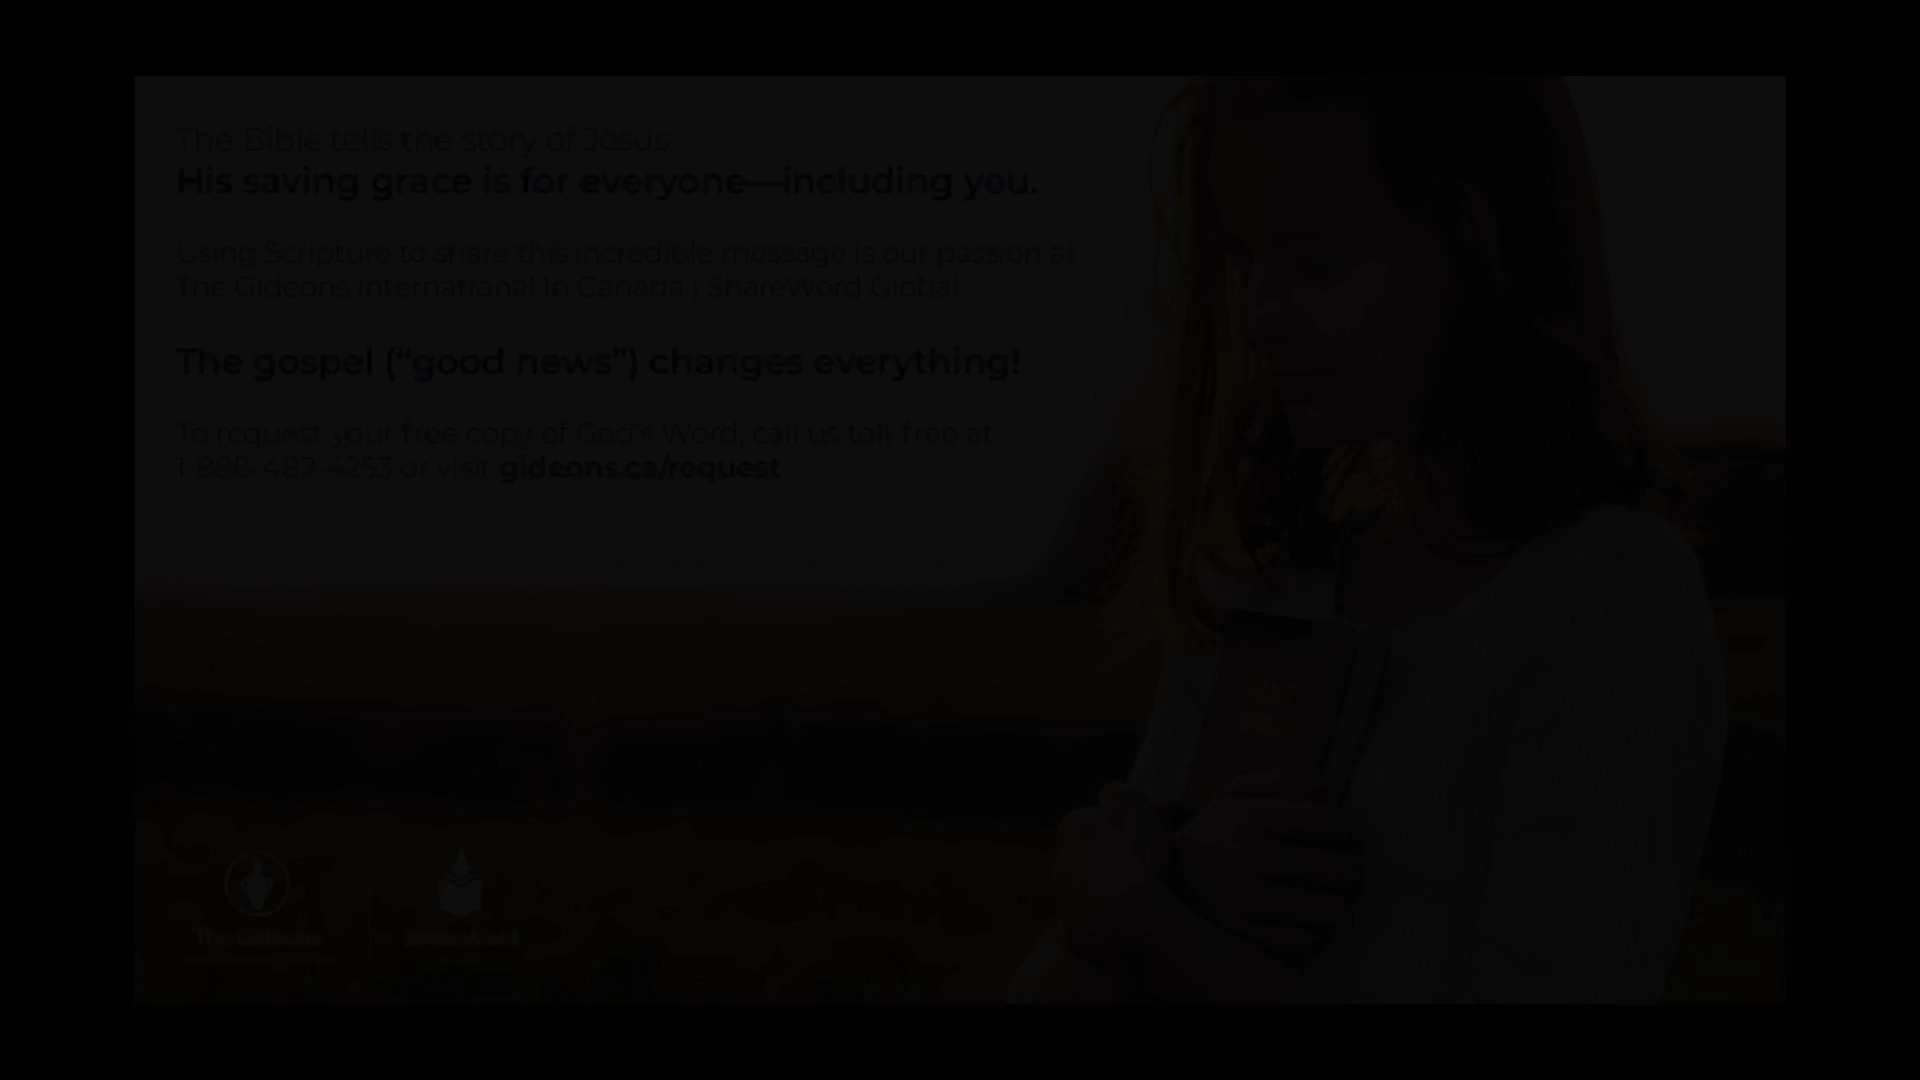 The Bible tells the story of Jesus.
His saving grace is for everyone—including you.
Using Scripture to share this incredible message is our passion at
The Gideons International In Canada | ShareWord Global
The gospel (“good news”) changes everything!
To request your free copy of God's Word, call us toll-free at
1-888-482-4253 or visit gideons.ca/request
The Gideons
ShareWord